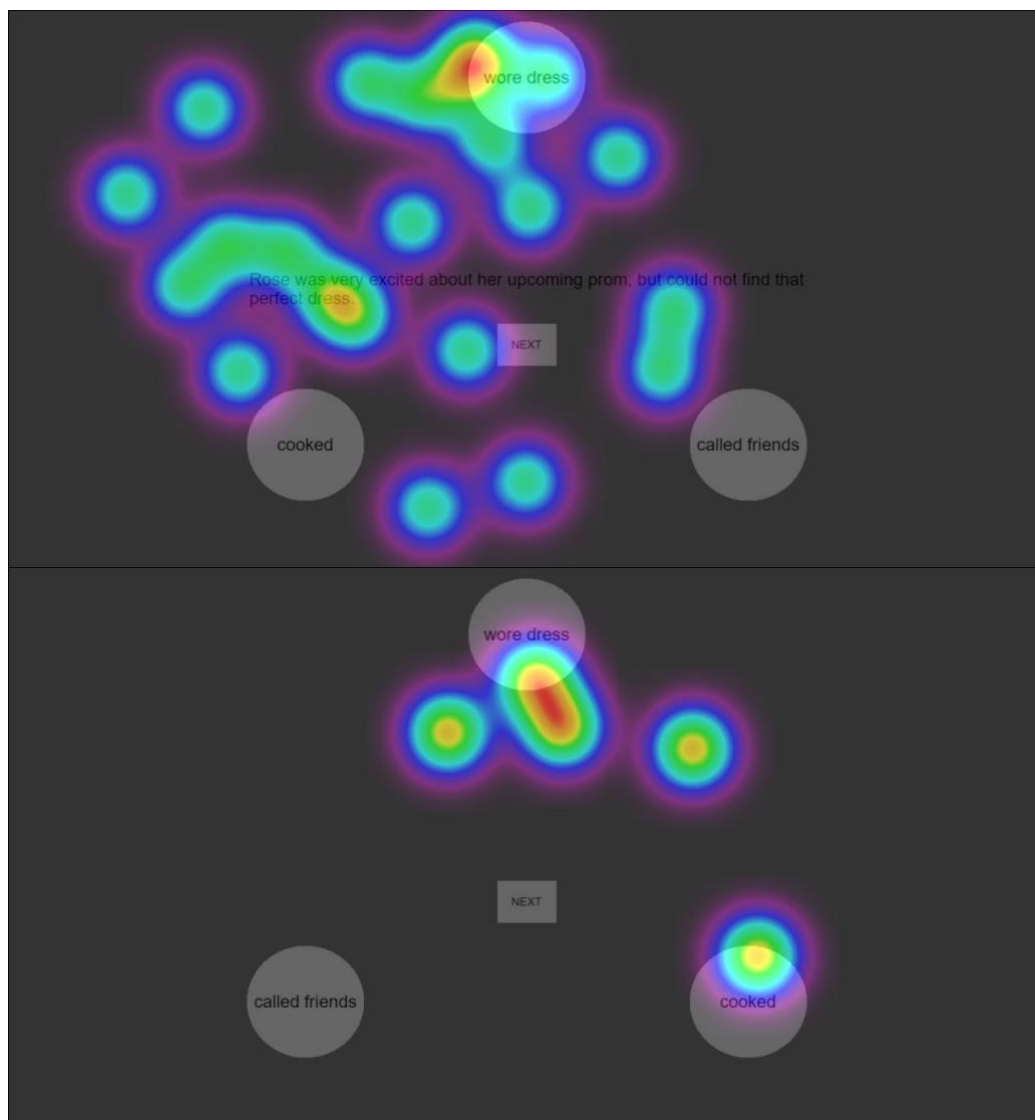 wore dress
Rose was very excited about her upcoming prom, but could not find that
perfect dress.
NEXT
cooked
called friends
wore dress
NEXT
called friends
cooked